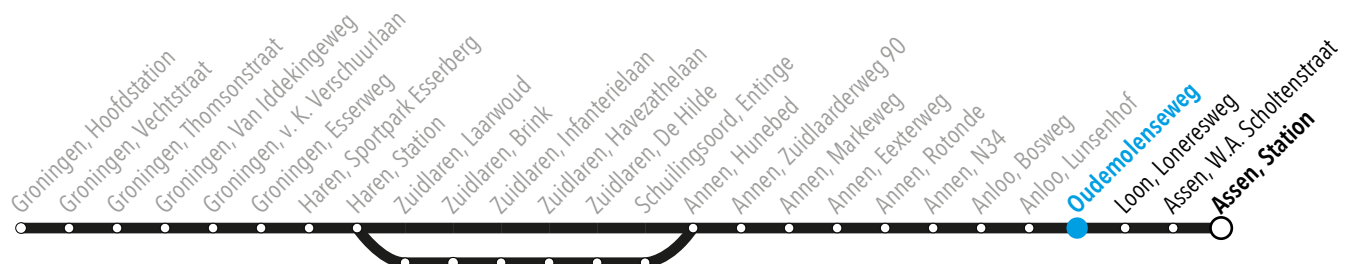 Groningen, Hoofdstation
Groningen, Vechtstraat
Groningen, Thomsonstraat
Groningen, Van Iddekingeweg
Groningen, v. K. Verschuurlaan
Groningen, Esserweg
Haren, Sportpark Esserberg
Haren, Station
Zuidlaren, Laarwoud
Zuidlaren, Brink
Zuidlaren, Infanterielaan
Zuidlaren, Havezathelaan
Zuidlaren, De Hilde
Schuilingsoord, Entinge
Annen, Hunebed
Annen, Zuidlaarderweg 90
Annen, Markeweg
Annen, Eexterweg
Annen, Rotonde
Annen, N34
Anloo, Bosweg
Anloo, Lunsenhof
Oudemolenseweg
Loon, Loneresweg
Assen, W.A. Scholtenstraat
Assen, Station